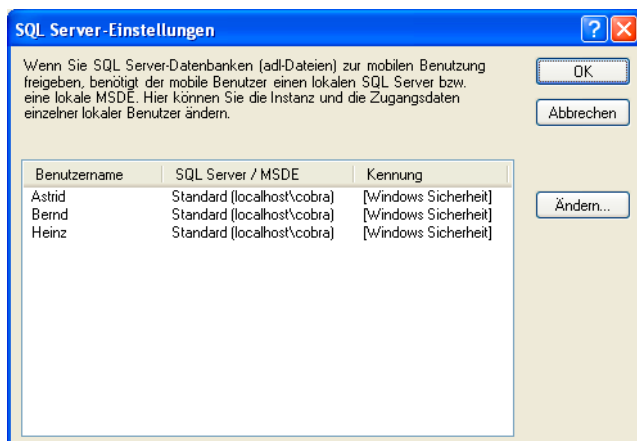 SQL Server-Einstellungen
Wenn Sie SQL Server-Datenbanken (adl-Dateien) zur mobilen Benutzung
freigeben, benötigt der mobile Benutzer einen lokalen SQL Server bzw.
eine lokale MSDE. Hier können Sie die Instanz und die Zugangsdaten
einzelner lokaler Benutzer ändern.
OK
Abbrechen
Benutzername SQL Server / MSDE Kennung
Astrid Standard (localhost\cobra) [Windows Sicherheit]
Bernd Standard (localhost\cobra) [Windows Sicherheit]
Heinz Standard (localhost\cobra) [Windows Sicherheit]
Ändern...